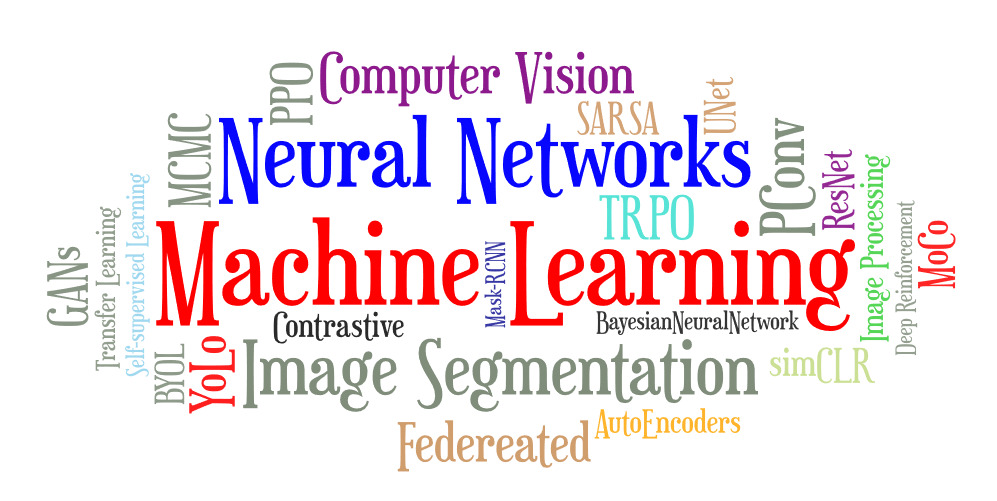 Computer Vision
PPO
SARSA
UNet
MCMC
Neural Networks
PConv
ResNet
TRPO
Image Processing
Self-supervised Learning
Transfer Learning
GANs
Machine Learning
Mask-RCNN
Deep Reinforcement
MoCo
Contrastive
BayesianNeuralNetwork
BYOL
YoLo
Image Segmentation
simCLR
Federeated
AutoEncoders